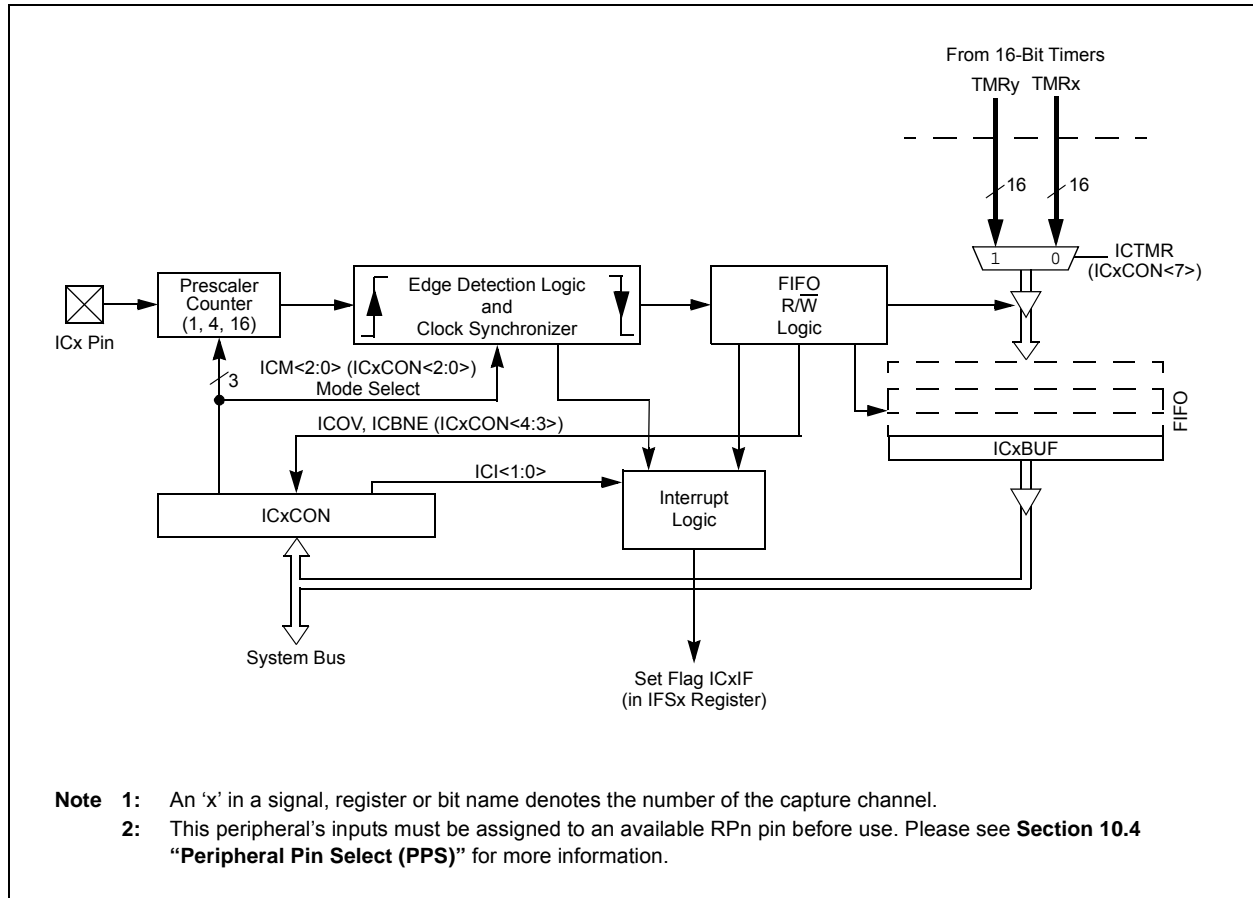 From 16-Bit Timers
TMRy TMRx
16 16
1 0
ICTMR
(ICxCON<7>)
Prescaler
Counter
(1, 4, 16)
Edge Detection Logic
and
Clock Synchronizer
FIFO
R/W̅
Logic
ICx Pin
3
ICM<2:0> (ICxCON<2:0>)
Mode Select
FIFO
ICOV, ICBNE (ICxCON<4:3>)
ICxBUF
ICI<1:0>
ICxCON
Interrupt
Logic
System Bus
Set Flag ICxIF
(in IFSx Register)
Note 1: An ‘x’ in a signal, register or bit name denotes the number of the capture channel.
2: This peripheral’s inputs must be assigned to an available RPn pin before use. Please see Section 10.4
“Peripheral Pin Select (PPS)” for more information.